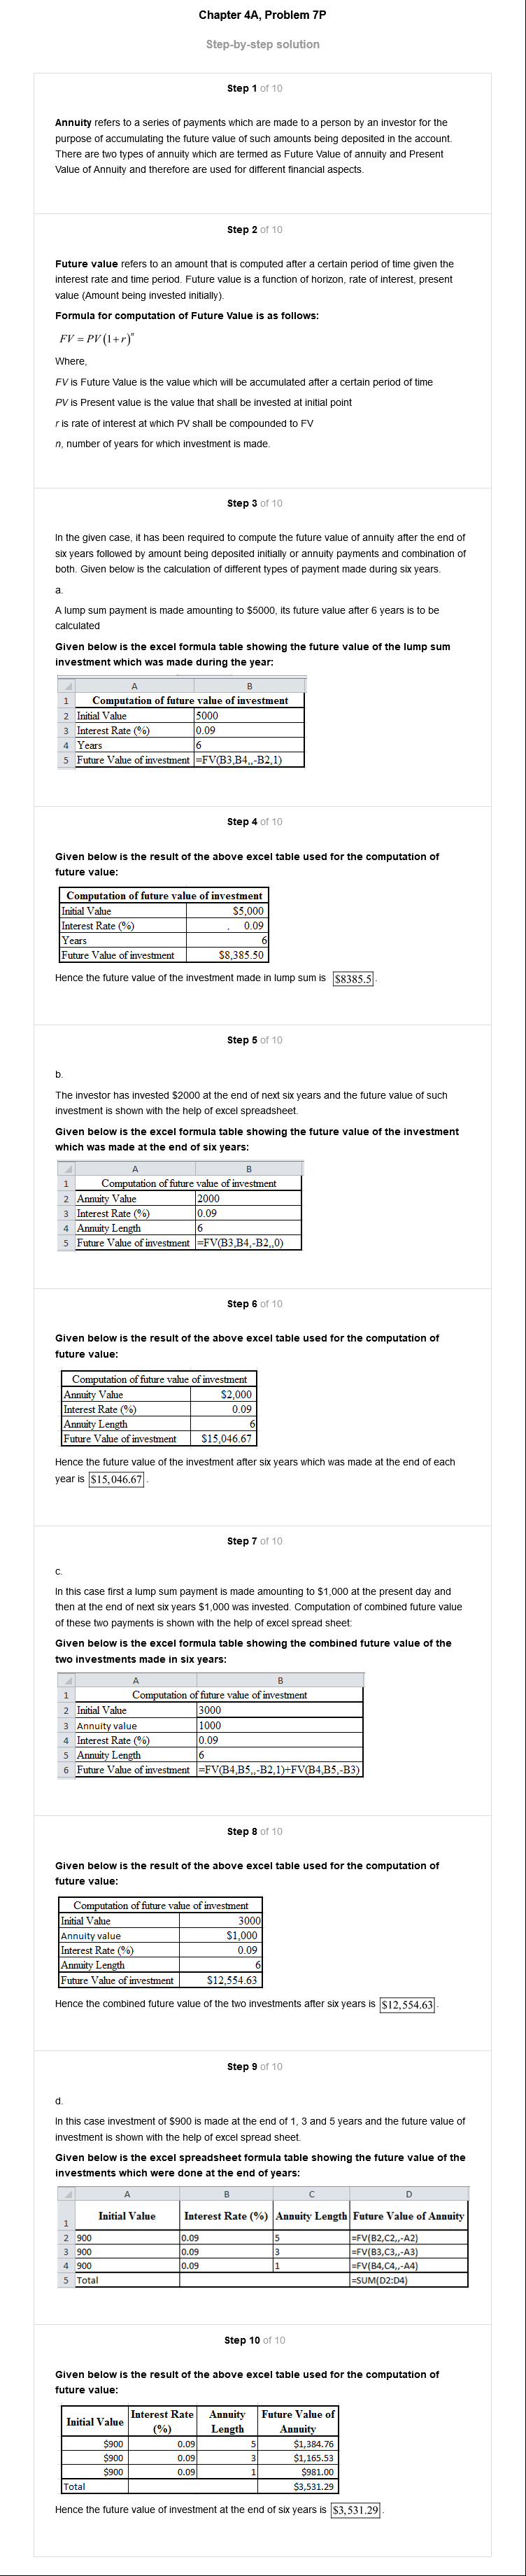 Chapter 4A, Problem 7P
Step-by-step solution
Step 1 of 10
Annuity refers to a series of payments which are made to a person by an investor for the
purpose of accumulating the future value of such amounts being deposited in the account.
There are two types of annuity which are termed as Future Value of annuity and Present
Value of Annuity and therefore are used for different financial aspects.
Step 2 of 10
Future value refers to an amount that is computed after a certain period of time given the
interest rate and time period. Future value is a function of horizon, rate of interest, present
value (Amount being invested initially).
Formula for computation of Future Value is as follows:
FV = PV(1+r)^n
Where,
FV is Future Value is the value which will be accumulated after a certain period of time
PV is Present value is the value that shall be invested at initial point
r is rate of interest at which PV shall be compounded to FV
n, number of years for which investment is made.
Step 3 of 10
In the given case, it has been required to compute the future value of annuity after the end of
six years followed by amount being deposited initially or annuity payments and combination of
both. Given below is the calculation of different types of payment made during six years.
a.
A lump sum payment is made amounting to $5000, its future value after 6 years is to be
calculated
Given below is the excel formula table showing the future value of the lump sum
investment which was made during the year:
A B
1 Computation of future value of investment
2 Initial Value 5000
3 Interest Rate (%) 0.09
4 Years 6
5 Future Value of investment =FV(B3,B4,,-B2,1)
Step 4 of 10
Given below is the result of the above excel table used for the computation of
future value:
Computation of future value of investment
Initial Value $5,000
Interest Rate (%) . 0.09
Years 6
Future Value of investment $8,385.50
Hence the future value of the investment made in lump sum is $8385.5.
Step 5 of 10
b.
The investor has invested $2000 at the end of next six years and the future value of such
investment is shown with the help of excel spreadsheet.
Given below is the excel formula table showing the future value of the investment
which was made at the end of six years:
A B
1 Computation of future value of investment
2 Annuity Value 2000
3 Interest Rate (%) 0.09
4 Annuity Length 6
5 Future Value of investment =FV(B3,B4,-B2,,0)
Step 6 of 10
Given below is the result of the above excel table used for the computation of
future value:
Computation of future value of investment
Annuity Value $2,000
Interest Rate (%) 0.09
Annuity Length 6
Future Value of investment $15,046.67
Hence the future value of the investment after six years which was made at the end of each
year is $15,046.67.
Step 7 of 10
c.
In this case first a lump sum payment is made amounting to $1,000 at the present day and
then at the end of next six years $1,000 was invested. Computation of combined future value
of these two payments is shown with the help of excel spread sheet:
Given below is the excel formula table showing the combined future value of the
two investments made in six years:
A B
1 Computation of future value of investment
2 Initial Value 3000
3 Annuity value 1000
4 Interest Rate (%) 0.09
5 Annuity Length 6
6 Future Value of investment =FV(B4,B5,,-B2,1)+FV(B4,B5,-B3)
Step 8 of 10
Given below is the result of the above excel table used for the computation of
future value:
Computation of future value of investment
Initial Value 3000
Annuity value $1,000
Interest Rate (%) 0.09
Annuity Length 6
Future Value of investment $12,554.63
Hence the combined future value of the two investments after six years is $12,554.63.
Step 9 of 10
d.
In this case investment of $900 is made at the end of 1, 3 and 5 years and the future value of
investment is shown with the help of excel spread sheet.
Given below is the excel spreadsheet formula table showing the future value of the
investments which were done at the end of years:
A B C D
1 Initial Value Interest Rate (%) Annuity Length Future Value of Annuity
2 900 0.09 5 =FV(B2,C2,,-A2)
3 900 0.09 3 =FV(B3,C3,,-A3)
4 900 0.09 1 =FV(B4,C4,,-A4)
5 Total =SUM(D2:D4)
Step 10 of 10
Given below is the result of the above excel table used for the computation of
future value:
Initial Value Interest Rate (%) Annuity Length Future Value of Annuity
$900 0.09 5 $1,384.76
$900 0.09 3 $1,165.53
$900 0.09 1 $981.00
Total $3,531.29
Hence the future value of investment at the end of six years is $3,531.29.